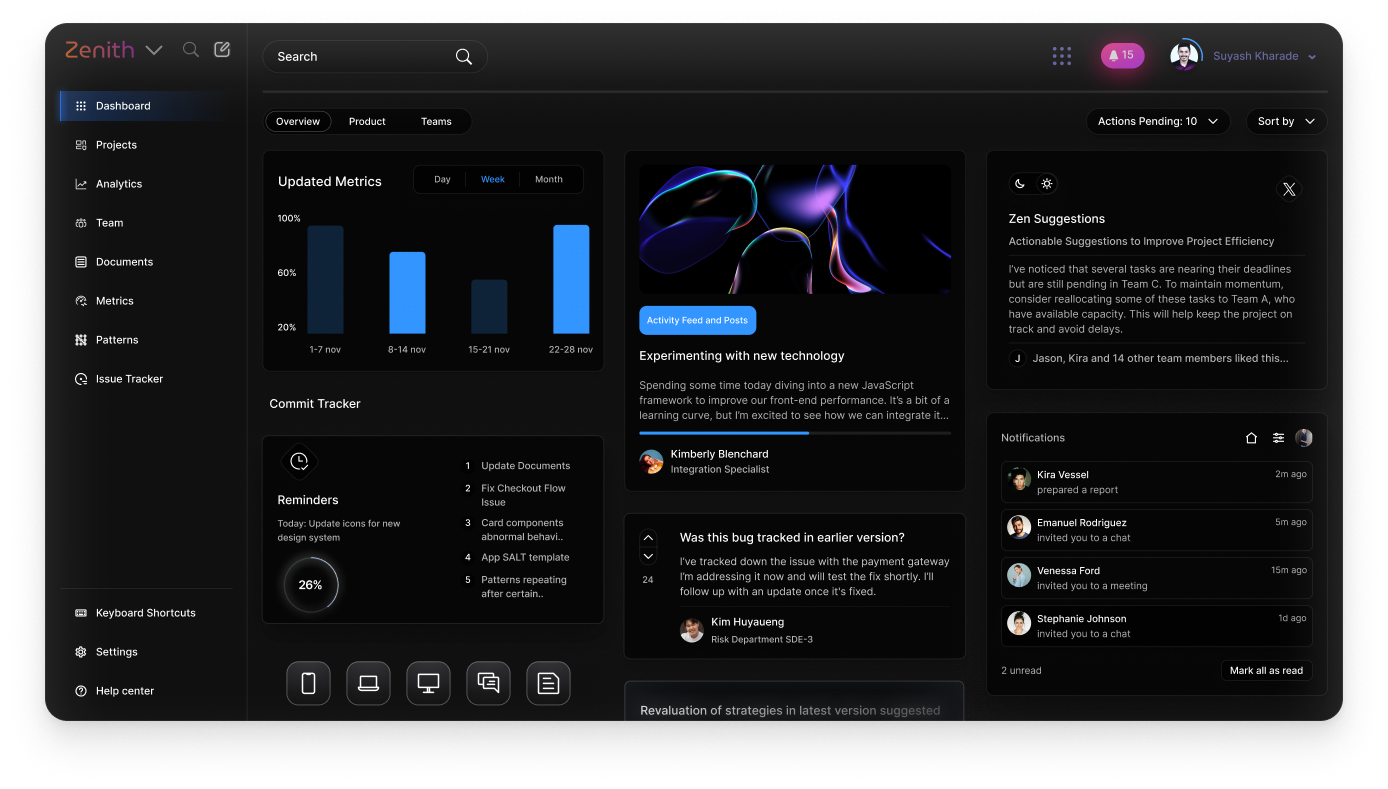 Zenith
Dashboard
Projects
Analytics
Team
Documents
Metrics
Patterns
Issue Tracker
Keyboard Shortcuts
Settings
Help center
Search
15
Suyash Kharade
Overview
Product
Teams
Actions Pending: 10
Sort by
Updated Metrics
Day
Week
Month
100%
60%
20%
1-7 nov
8-14 nov
15-21 nov
22-28 nov
Commit Tracker
Reminders
Today: Update icons for new
design system
26%
1 Update Documents
2 Fix Checkout Flow
Issue
3 Card components
abnormal behavi..
4 App SALT template
5 Patterns repeating
after certain..
Activity Feed and Posts
Experimenting with new technology
Spending some time today diving into a new JavaScript
framework to improve our front-end performance. It's a bit of a
learning curve, but I'm excited to see how we can integrate it...
Kimberly Blenchard
Integration Specialist
24
Was this bug tracked in earlier version?
I've tracked down the issue with the payment gateway
I'm addressing it now and will test the fix shortly. I'll
follow up with an update once it's fixed.
Kim Huyaueng
Risk Department SDE-3
Revaluation of strategies in latest version suggested
Zen Suggestions
Actionable Suggestions to Improve Project Efficiency
I've noticed that several tasks are nearing their deadlines
but are still pending in Team C. To maintain momentum,
consider reallocating some of these tasks to Team A, who
have available capacity. This will help keep the project on
track and avoid delays.
J Jason, Kira and 14 other team members liked this...
Notifications
Kira Vessel
2m ago
prepared a report
Emanuel Rodriguez
5m ago
invited you to a chat
Venessa Ford
15m ago
invited you to a meeting
Stephanie Johnson
1d ago
invited you to a chat
2 unread
Mark all as read